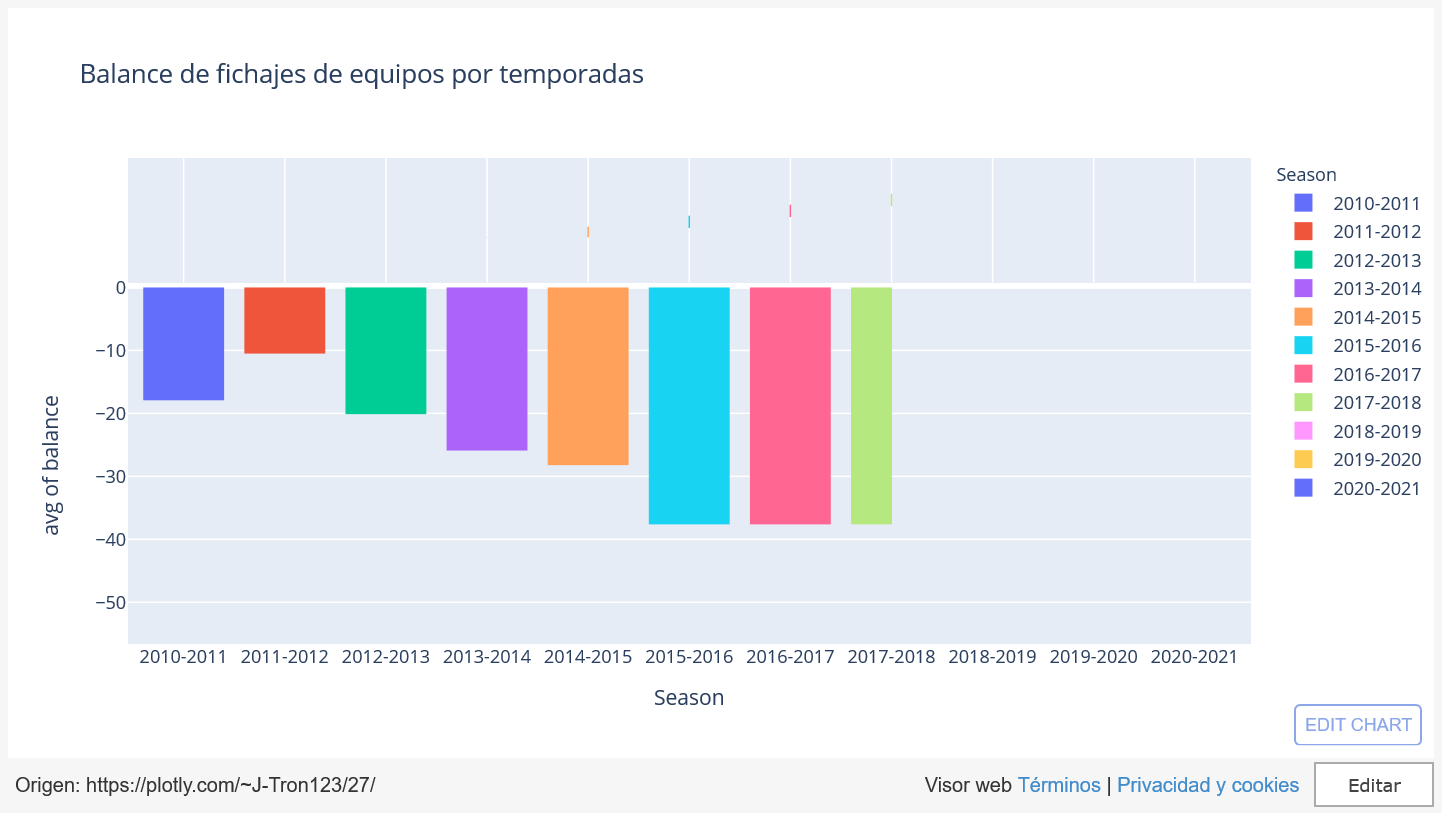 Balance de fichajes de equipos por temporadas
Season
2010-2011
2011-2012
2012-2013
2013-2014
2014-2015
2015-2016
2016-2017
2017-2018
2018-2019
2019-2020
2020-2021
0
−10
−20
−30
−40
−50
avg of balance
2010-2011 2011-2012 2012-2013 2013-2014 2014-2015 2015-2016 2016-2017 2017-2018 2018-2019 2019-2020 2020-2021
Season
EDIT CHART
Origen: https://plotly.com/~J-Tron123/27/ Visor web Términos | Privacidad y cookies Editar